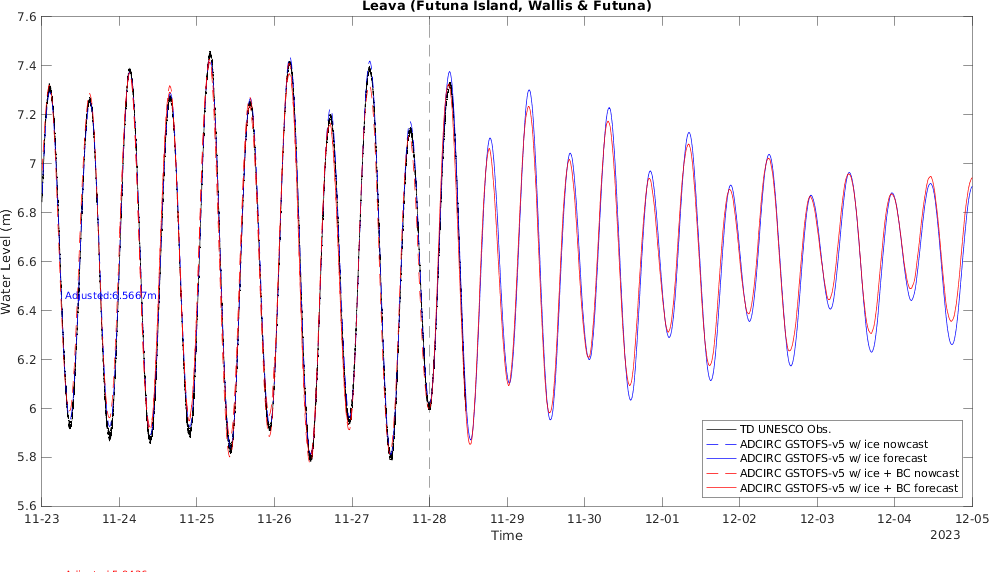 Leava (Futuna Island, Wallis & Futuna)
7.6
7.4
7.2
7
6.8
6.6
6.4
6.2
6
5.8
5.6
Water Level (m)
Adjusted:6.5667m
TD UNESCO Obs.
ADCIRC GSTOFS-v5 w/ ice nowcast
ADCIRC GSTOFS-v5 w/ ice forecast
ADCIRC GSTOFS-v5 w/ ice + BC nowcast
ADCIRC GSTOFS-v5 w/ ice + BC forecast
11-23 11-24 11-25 11-26 11-27 11-28 11-29 11-30 12-01 12-02 12-03 12-04 12-05
Time
2023